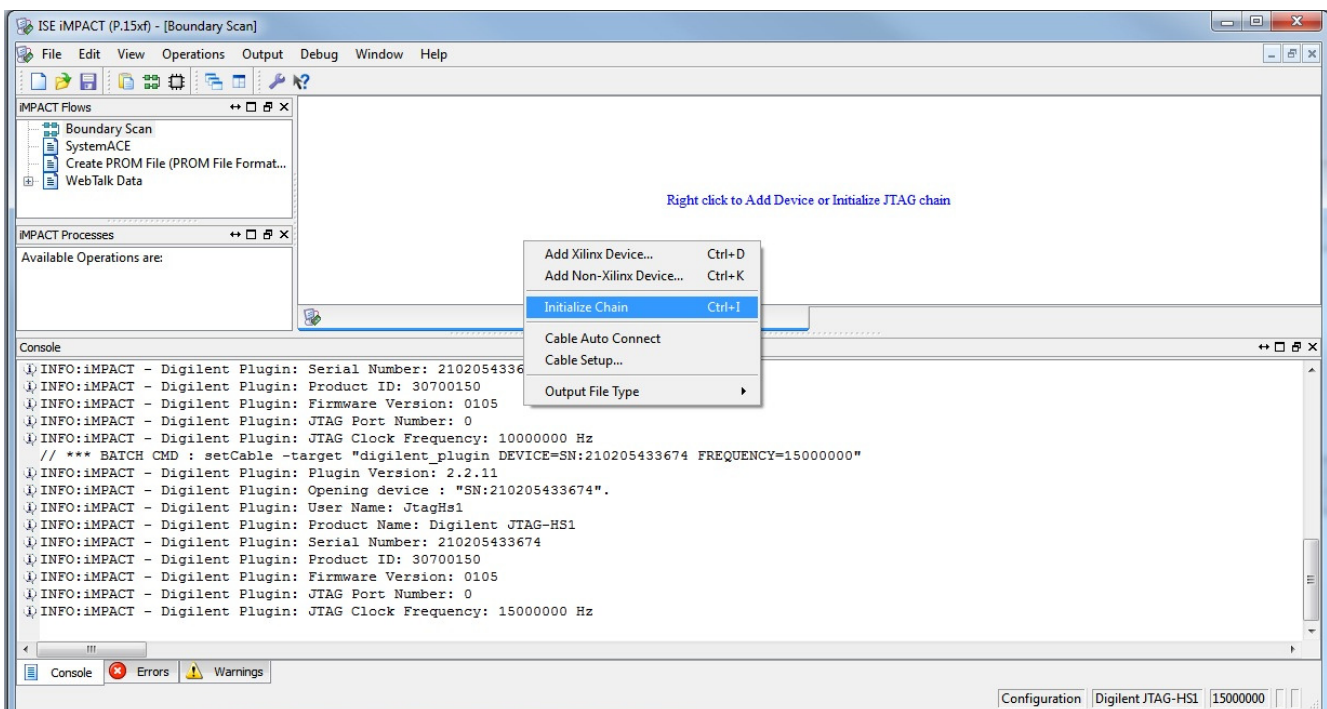 ISE iMPACT (P.15xf) - [Boundary Scan]
File Edit View Operations Output Debug Window Help
iMPACT Flows
Boundary Scan
SystemACE
Create PROM File (PROM File Format...
WebTalk Data
Right click to Add Device or Initialize JTAG chain
iMPACT Processes
Available Operations are:
Add Xilinx Device... Ctrl+D
Add Non-Xilinx Device... Ctrl+K
Initialize Chain Ctrl+I
Cable Auto Connect
Cable Setup...
Output File Type
Console
INFO:iMPACT - Digilent Plugin: Serial Number: 2102054336
INFO:iMPACT - Digilent Plugin: Product ID: 30700150
INFO:iMPACT - Digilent Plugin: Firmware Version: 0105
INFO:iMPACT - Digilent Plugin: JTAG Port Number: 0
INFO:iMPACT - Digilent Plugin: JTAG Clock Frequency: 10000000 Hz
// *** BATCH CMD : setCable -target "digilent_plugin DEVICE=SN:210205433674 FREQUENCY=15000000"
INFO:iMPACT - Digilent Plugin: Plugin Version: 2.2.11
INFO:iMPACT - Digilent Plugin: Opening device : "SN:210205433674".
INFO:iMPACT - Digilent Plugin: User Name: JtagHs1
INFO:iMPACT - Digilent Plugin: Product Name: Digilent JTAG-HS1
INFO:iMPACT - Digilent Plugin: Serial Number: 210205433674
INFO:iMPACT - Digilent Plugin: Product ID: 30700150
INFO:iMPACT - Digilent Plugin: Firmware Version: 0105
INFO:iMPACT - Digilent Plugin: JTAG Port Number: 0
INFO:iMPACT - Digilent Plugin: JTAG Clock Frequency: 15000000 Hz
Console Errors Warnings
Configuration Digilent JTAG-HS1 15000000